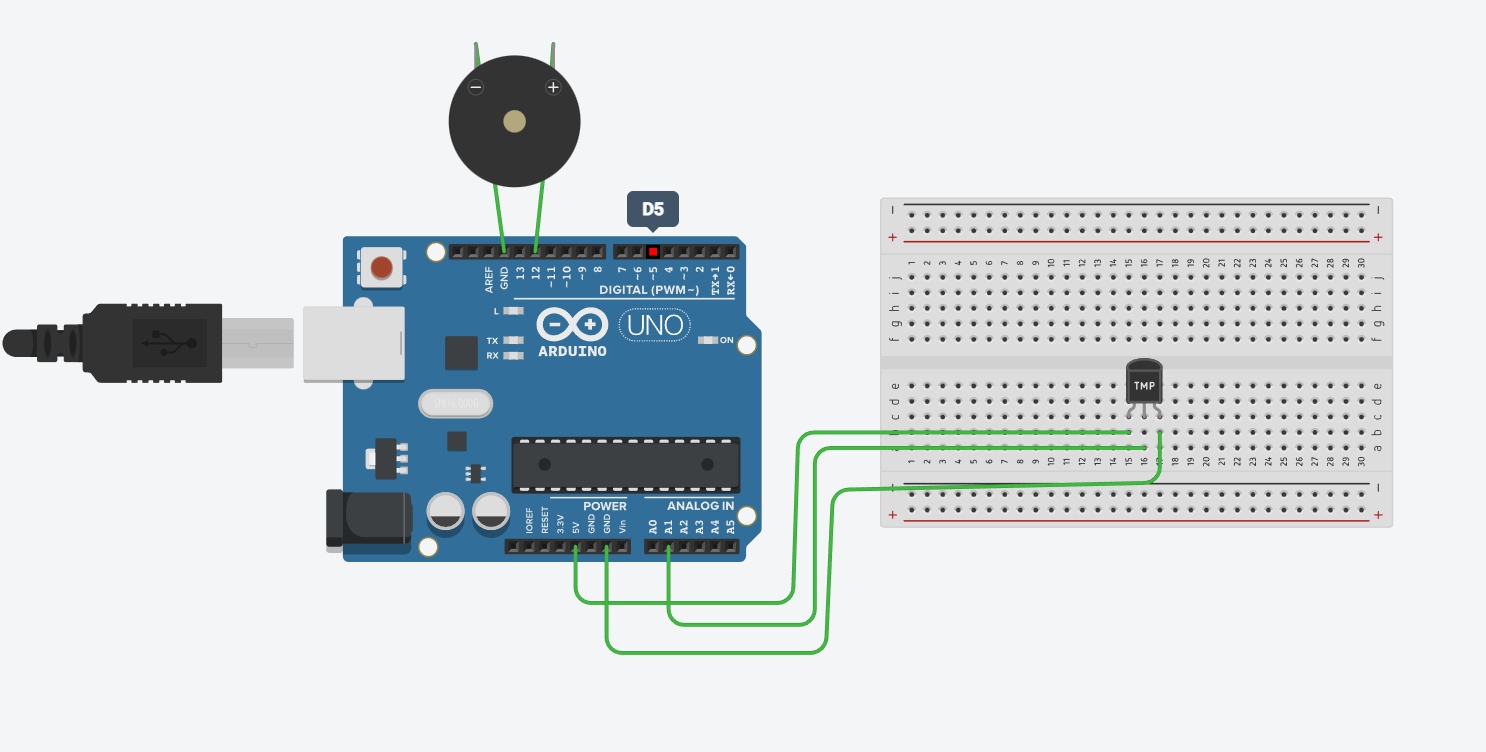 − +
D5
AREF GND 13 12 ~11 ~10 ~9 8 7 ~6 ~5 4 ~3 2 TX→1 RX←0
DIGITAL (PWM~)
L
TX
RX
ARDUINO
UNO
ON
POWER
ANALOG IN
IOREF RESET 3.3V 5V GND GND Vin A0 A1 A2 A3 A4 A5
− −
+ +
1 2 3 4 5 6 7 8 9 10 11 12 13 14 15 16 17 18 19 20 21 22 23 24 25 26 27 28 29 30
j j
i i
h h
g g
f f
TMP
e e
d d
c c
b b
a a
1 2 3 4 5 6 7 8 9 10 11 12 13 14 15 16 17 18 19 20 21 22 23 24 25 26 27 28 29 30
− −
+ +